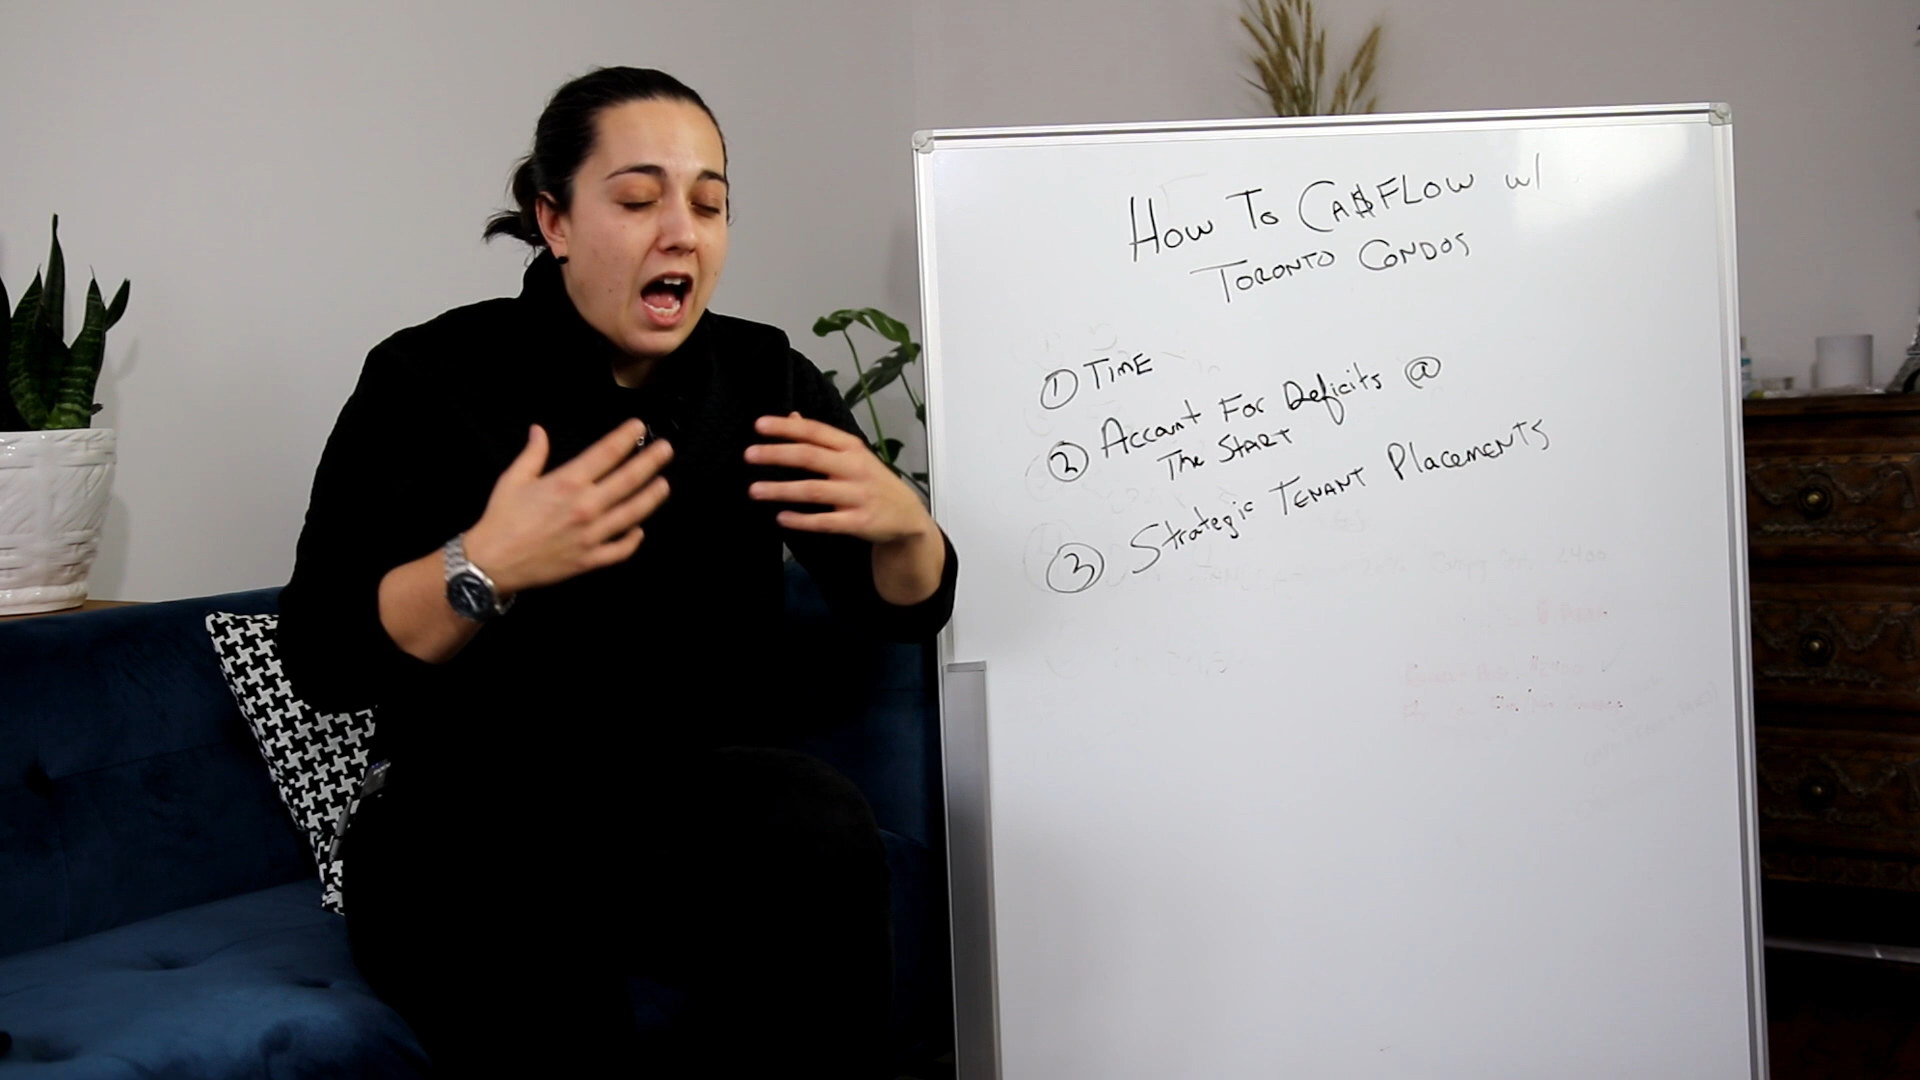 How To CA$FLOW w/
TORONTO CONDOS
① TIME
② Account For Deficits @
The START
③ Strategic TENANT Placements